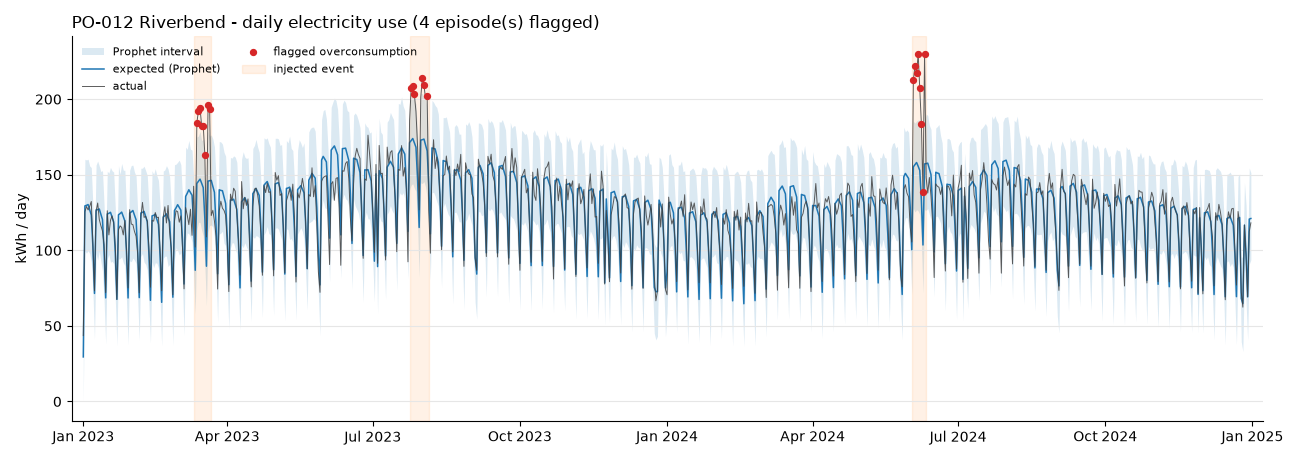 PO-012 Riverbend - daily electricity use (4 episode(s) flagged)
Prophet interval
expected (Prophet)
actual
flagged overconsumption
injected event
kWh / day
200
150
100
50
0
Jan 2023
Apr 2023
Jul 2023
Oct 2023
Jan 2024
Apr 2024
Jul 2024
Oct 2024
Jan 2025